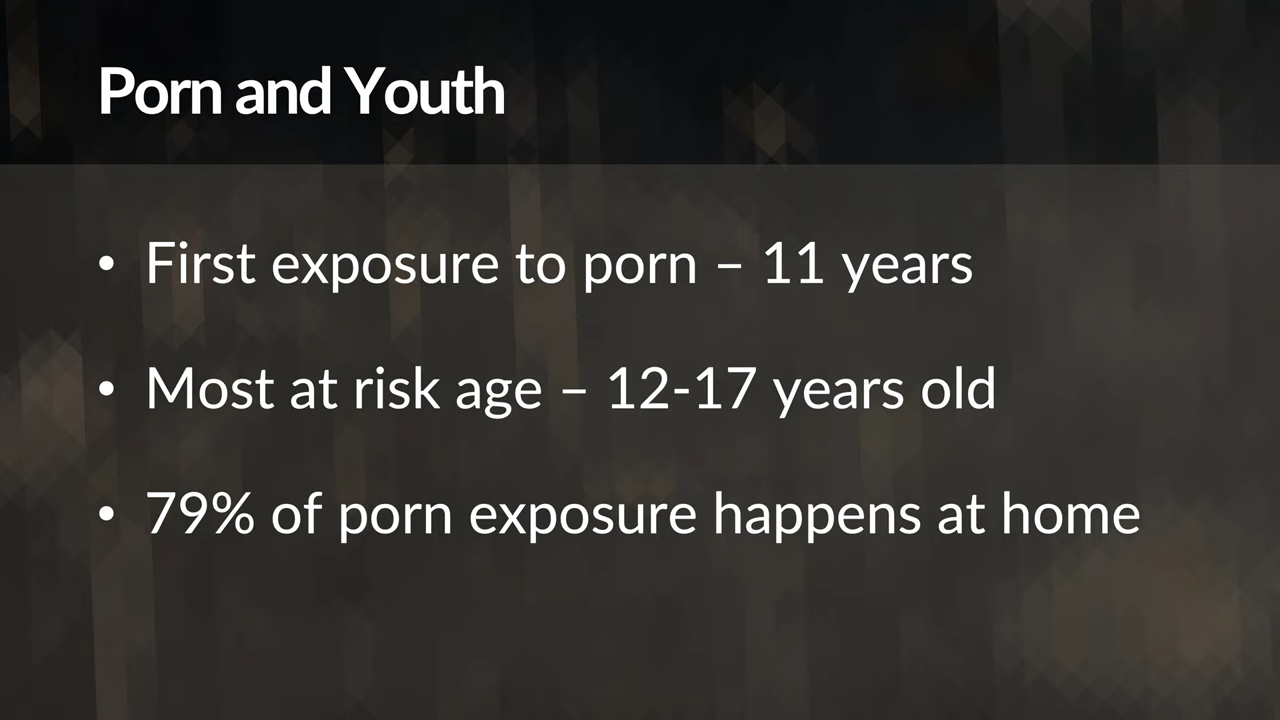 Porn and Youth
• First exposure to porn – 11 years
• Most at risk age – 12-17 years old
• 79% of porn exposure happens at home